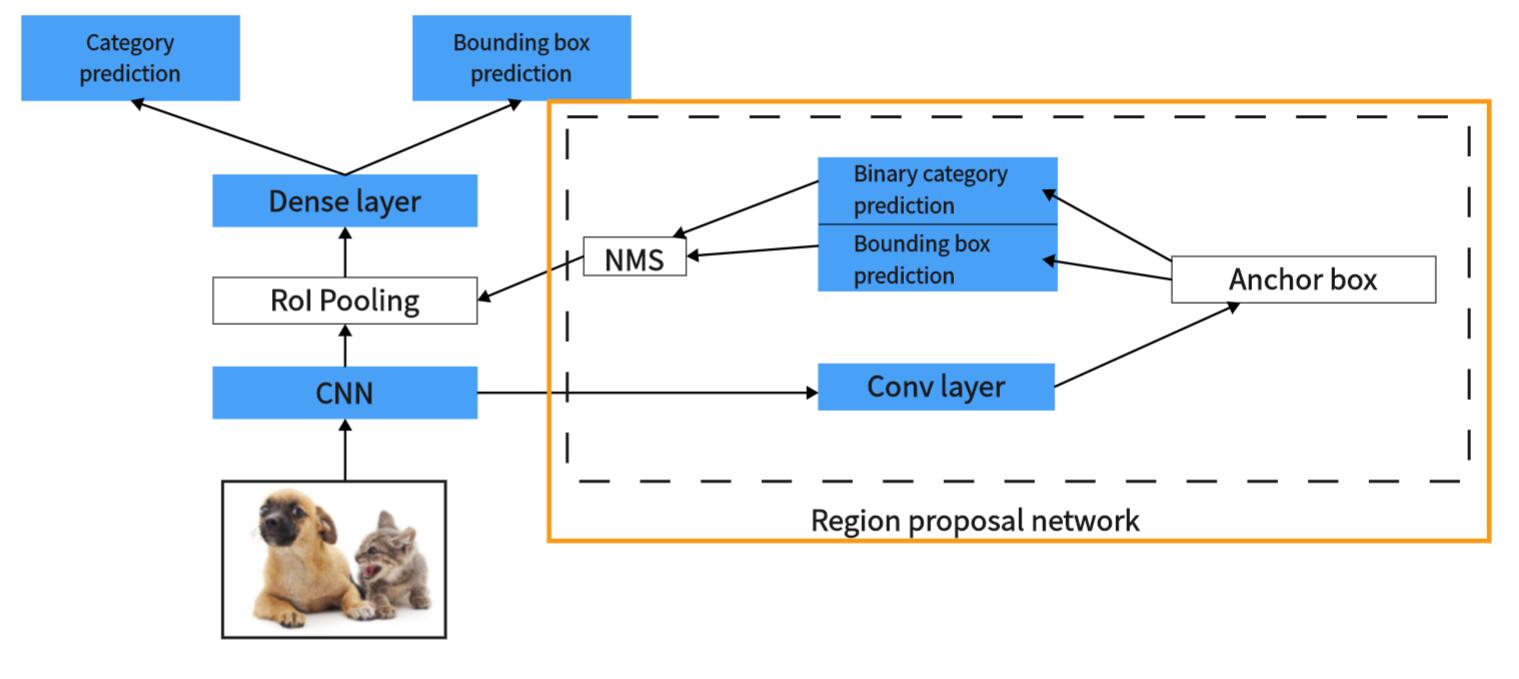 Category
prediction
Bounding box
prediction
Dense layer
Binary category
prediction
Bounding box
prediction
NMS
Anchor box
RoI Pooling
CNN
Conv layer
Region proposal network